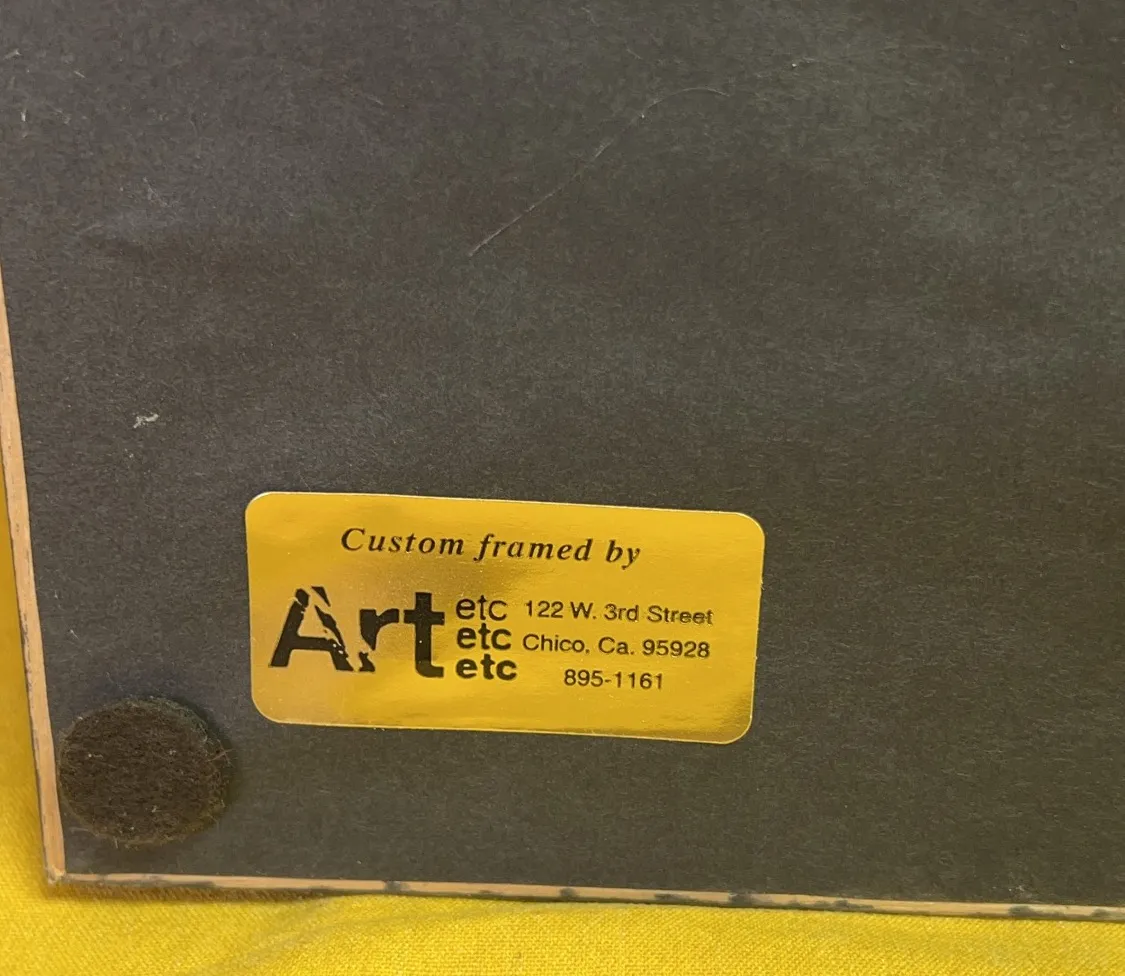 Custom framed by
Art etc 122 W. 3rd Street
etc Chico, Ca. 95928
etc 895-1161